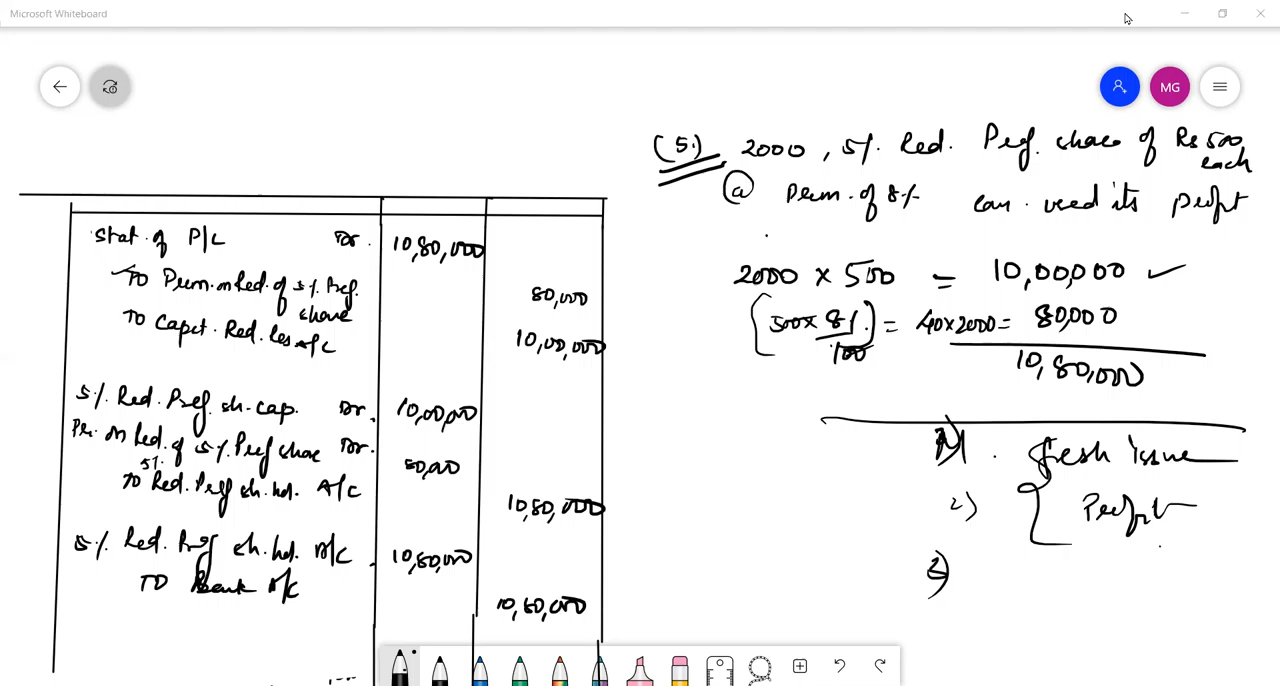 Microsoft Whiteboard
MG
(5.) 2000, 5%. Red. Pref. share of Rs 500 each
(a) Prem. of 8% can used its profit
2000 × 500 = 10,00,000 ✓
[500 × 8%/100] = 40×2000 = 80,000
10,80,000
1) . fresh issue
2) Profit
Stat. of P/L Dr. 10,80,000
To Prem. on Red. of 5% Pref. share 80,000
To Capt. Red. Res A/c 10,00,000
5% Red. Pref. sh. cap. Dr. 10,00,000
Pr. on Red. of 5% Pref share Dr. 80,000
To 5% Red. Pref sh. hd. A/c 10,80,000
5% Red. Pref sh. hd. A/c . 10,80,000
TO Bank A/c 10,80,000